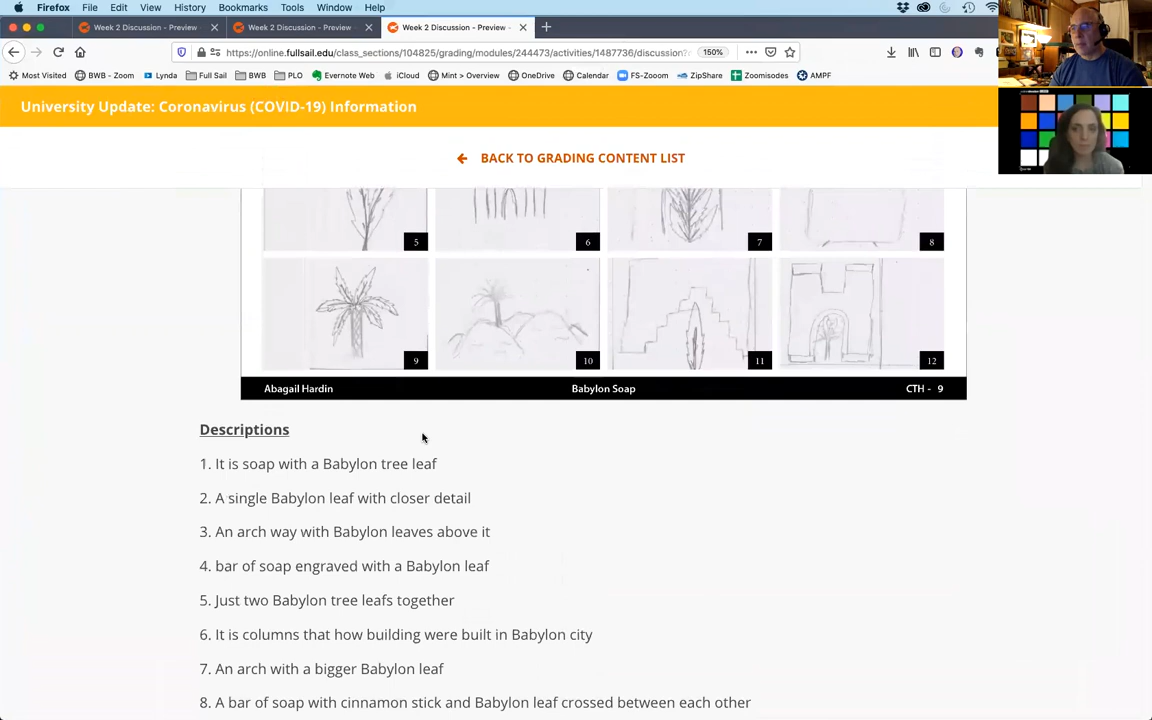 Firefox File Edit View History Bookmarks Tools Window Help
Week 2 Discussion - Preview Week 2 Discussion - Preview Week 2 Discussion - Preview
https://online.fullsail.edu/class_sections/104825/grading/modules/244473/activities/1487736/discussion? 150%
Most Visited BWB - Zoom Lynda Full Sail BWB PLO Evernote Web iCloud Mint > Overview OneDrive Calendar FS-Zooom ZipShare Zoomisodes AMPF
University Update: Coronavirus (COVID-19) Information
BACK TO GRADING CONTENT LIST
5 6 7 8
9 10 11 12
Abagail Hardin Babylon Soap CTH - 9
Descriptions
1. It is soap with a Babylon tree leaf
2. A single Babylon leaf with closer detail
3. An arch way with Babylon leaves above it
4. bar of soap engraved with a Babylon leaf
5. Just two Babylon tree leafs together
6. It is columns that how building were built in Babylon city
7. An arch with a bigger Babylon leaf
8. A bar of soap with cinnamon stick and Babylon leaf crossed between each other